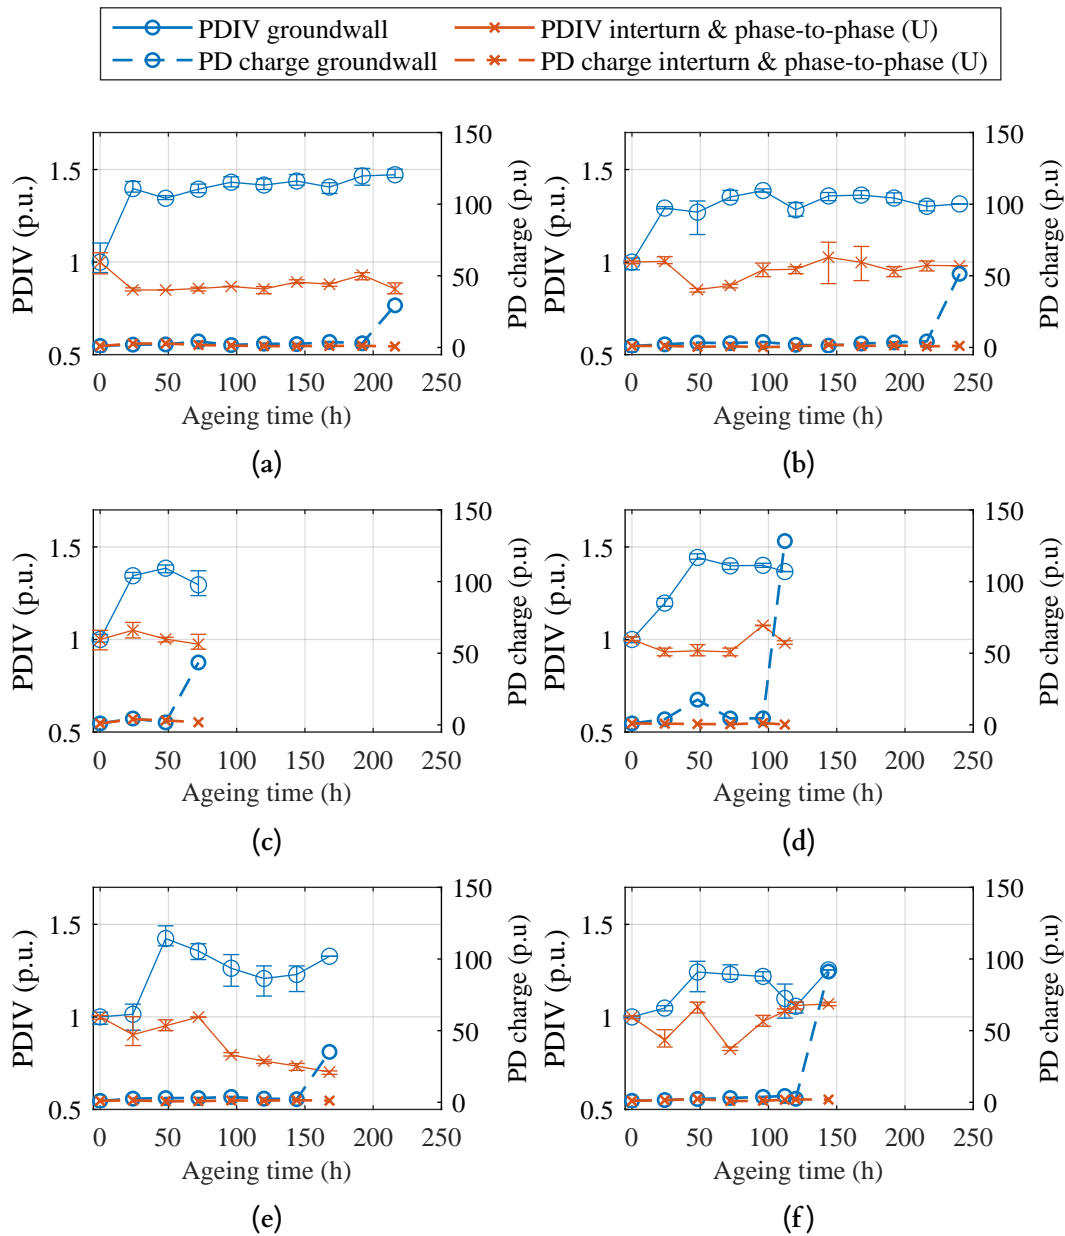 PDIV groundwall PDIV interturn & phase-to-phase (U)
PD charge groundwall PD charge interturn & phase-to-phase (U)
150 150
1.5 1.5
100 100
PDIV (p.u.) PD charge (p.u) PDIV (p.u.) PD charge (p.u)
1 1
50 50
0 0
0.5 0.5
0 50 100 150 200 250 0 50 100 150 200 250
Ageing time (h) Ageing time (h)
(a) (b)
150 150
1.5 1.5
100 100
PDIV (p.u.) PD charge (p.u) PDIV (p.u.) PD charge (p.u)
1 1
50 50
0 0
0.5 0.5
0 50 100 150 200 250 0 50 100 150 200 250
Ageing time (h) Ageing time (h)
(c) (d)
150 150
1.5 1.5
100 100
PDIV (p.u.) PD charge (p.u) PDIV (p.u.) PD charge (p.u)
1 1
50 50
0 0
0.5 0.5
0 50 100 150 200 250 0 50 100 150 200 250
Ageing time (h) Ageing time (h)
(e) (f)